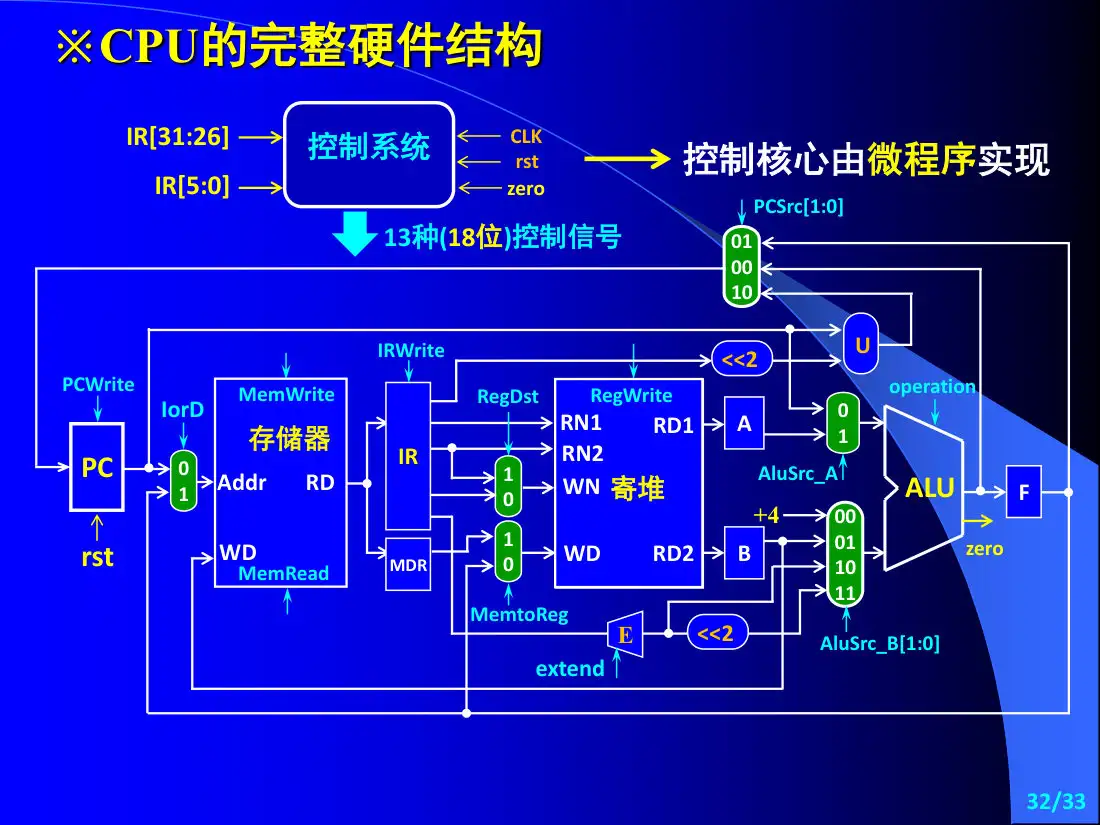 ※CPU的完整硬件结构
IR[31:26]
IR[5:0]
控制系统
CLK
rst
zero
控制核心由微程序实现
13种(18位)控制信号
PCSrc[1:0]
01
00
10
U
<<2
IRWrite
PCWrite
IorD
MemWrite
存储器
RegDst
RegWrite
operation
PC
0
1
Addr
RD
WD
MemRead
rst
IR
MDR
1
0
1
0
MemtoReg
RN1
RN2
WN
寄堆
WD
RD1
RD2
A
B
0
1
AluSrc_A
+4
00
01
10
11
AluSrc_B[1:0]
ALU
F
zero
E
<<2
extend
32/33